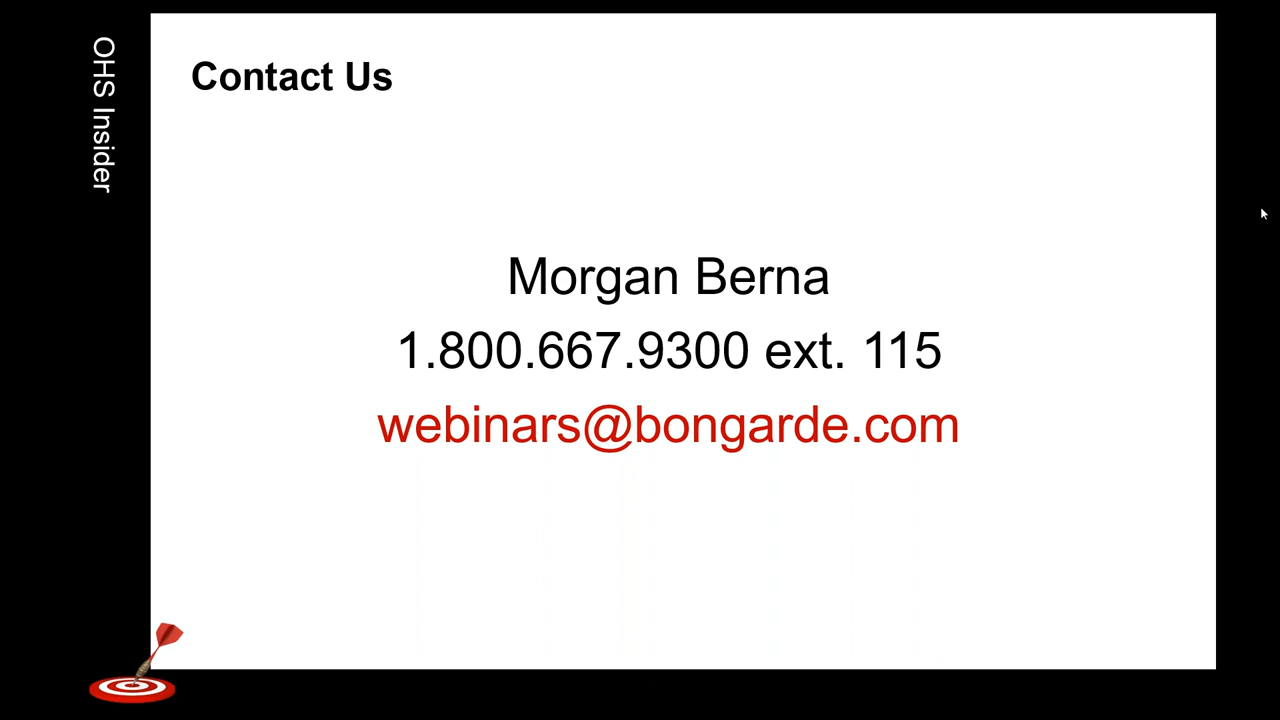 OHS Insider
Contact Us
Morgan Berna
1.800.667.9300 ext. 115
webinars@bongarde.com